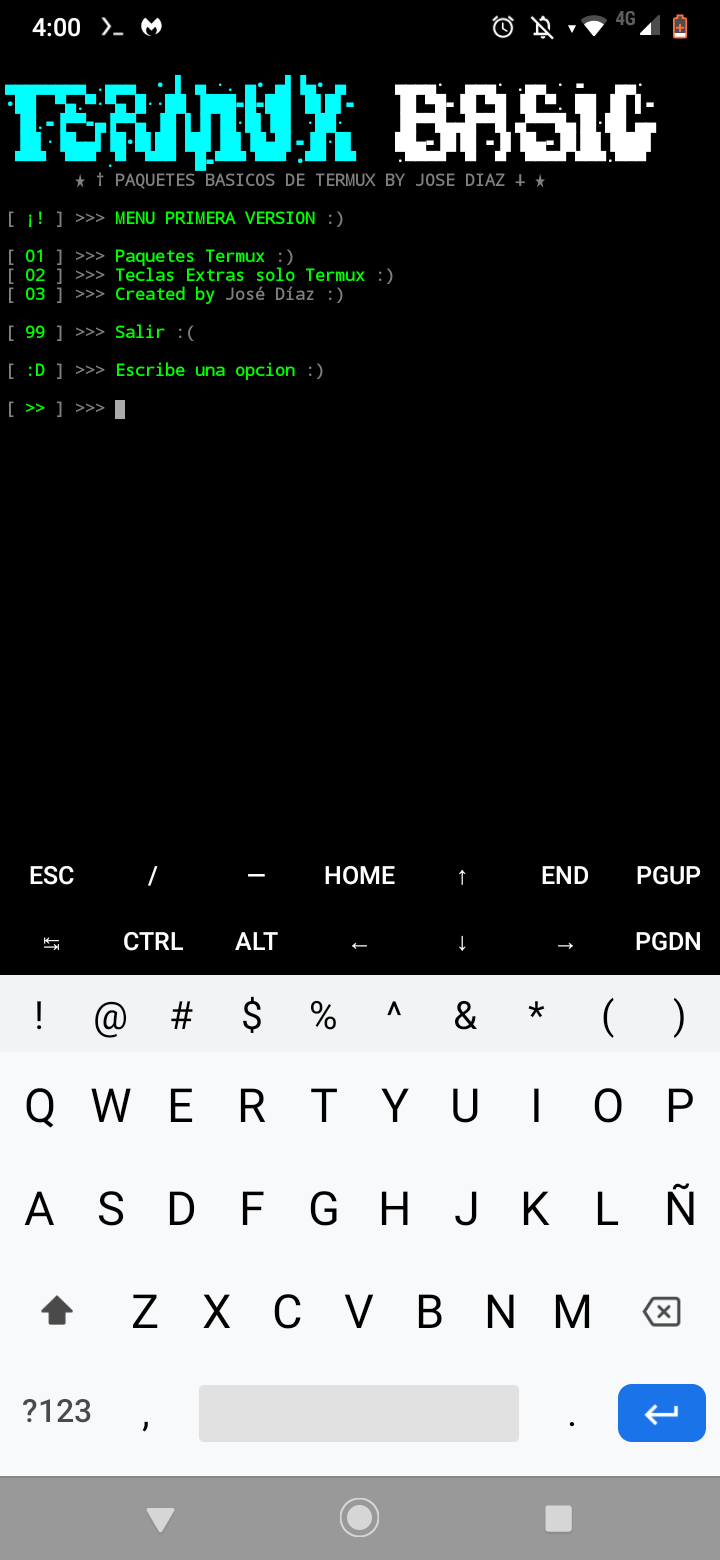 4:00 4G
TERMUX BASIC
★ † PAQUETES BASICOS DE TERMUX BY JOSE DIAZ ⸸ ★
[ ¡! ] >>> MENU PRIMERA VERSION :)
[ 01 ] >>> Paquetes Termux :)
[ 02 ] >>> Teclas Extras solo Termux :)
[ 03 ] >>> Created by José Díaz :)
[ 99 ] >>> Salir :(
[ :D ] >>> Escribe una opcion :)
[ >> ] >>>
ESC / — HOME ↑ END PGUP
↹ CTRL ALT ← ↓ → PGDN
! @ # $ % ^ & * ( )
Q W E R T Y U I O P
A S D F G H J K L Ñ
Z X C V B N M
?123 , .